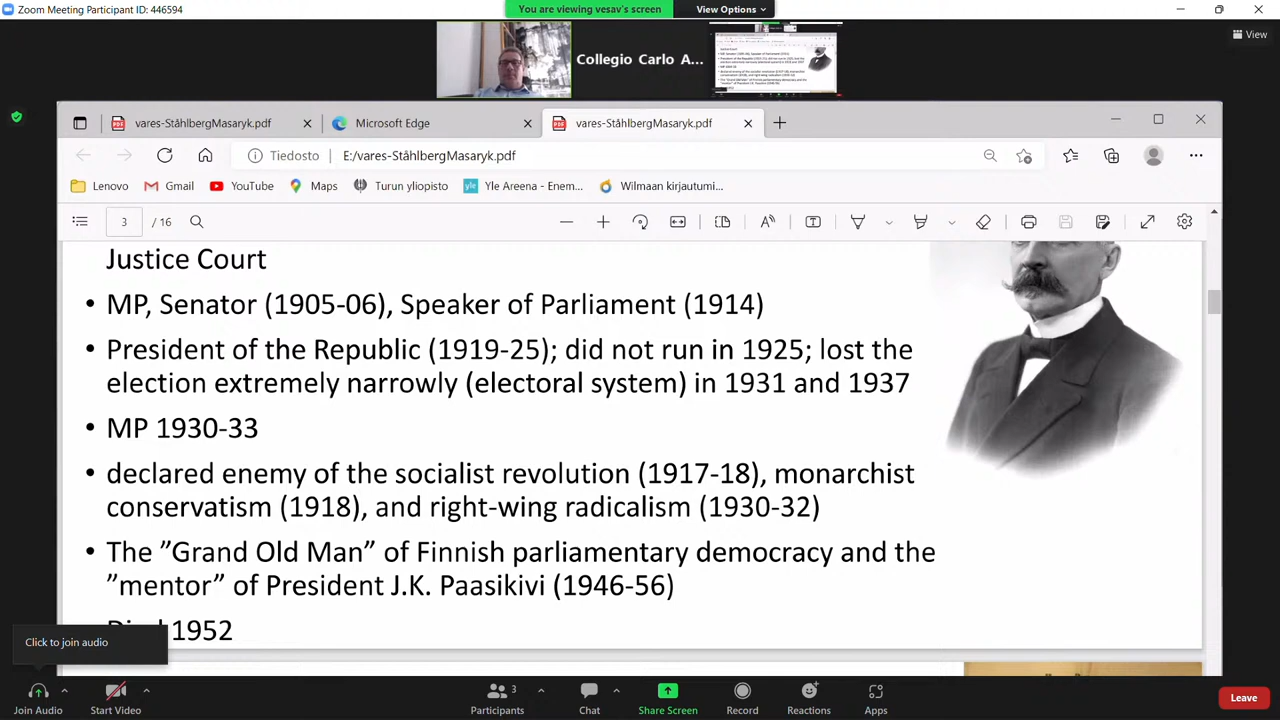 Zoom Meeting Participant ID: 446594
You are viewing vesav's screen
View Options
Collegio Carlo A...
View
vares-StåhlbergMasaryk.pdf
Microsoft Edge
vares-StåhlbergMasaryk.pdf
Tiedosto
E:/vares-StåhlbergMasaryk.pdf
Lenovo
Gmail
YouTube
Maps
Turun yliopisto
Yle Areena - Enem...
Wilmaan kirjautumi...
3 / 16
Justice Court
• MP, Senator (1905-06), Speaker of Parliament (1914)
• President of the Republic (1919-25); did not run in 1925; lost the
election extremely narrowly (electoral system) in 1931 and 1937
• MP 1930-33
• declared enemy of the socialist revolution (1917-18), monarchist
conservatism (1918), and right-wing radicalism (1930-32)
• The ”Grand Old Man” of Finnish parliamentary democracy and the
”mentor” of President J.K. Paasikivi (1946-56)
1952
Click to join audio
Join Audio
Start Video
3
Participants
Chat
Share Screen
Record
Reactions
Apps
Leave